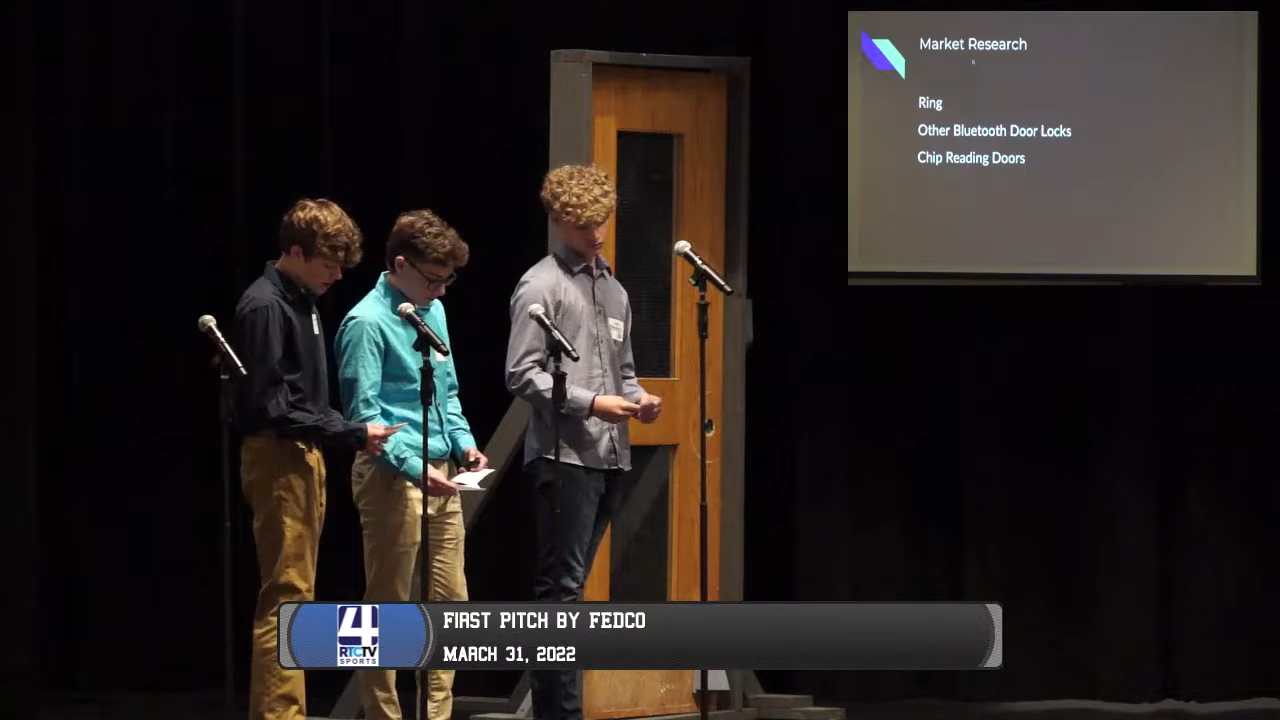 Market Research
Ring
Other Bluetooth Door Locks
Chip Reading Doors
4
RTCTV
SPORTS
FIRST PITCH BY FEDCO
MARCH 31, 2022